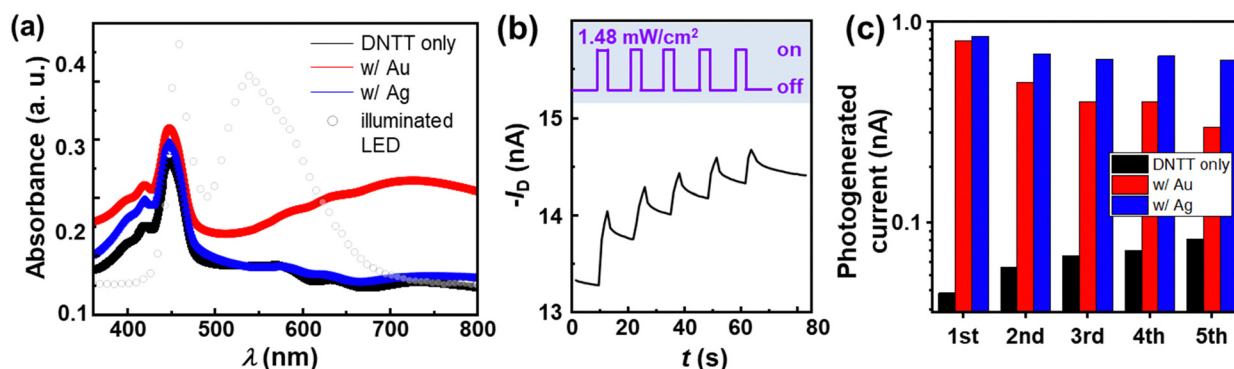 (a)
Absorbance (a. u.)
0.4
0.3
0.2
0.1
DNTT only
w/ Au
w/ Ag
illuminated
LED
400 500 600 700 800
λ (nm)
(b)
1.48 mW/cm²
on
off
-I_D (nA)
15
14
13
0 20 40 60 80
t (s)
(c)
Photogenerated
current (nA)
1.0
0.1
DNTT only
w/ Au
w/ Ag
1st 2nd 3rd 4th 5th